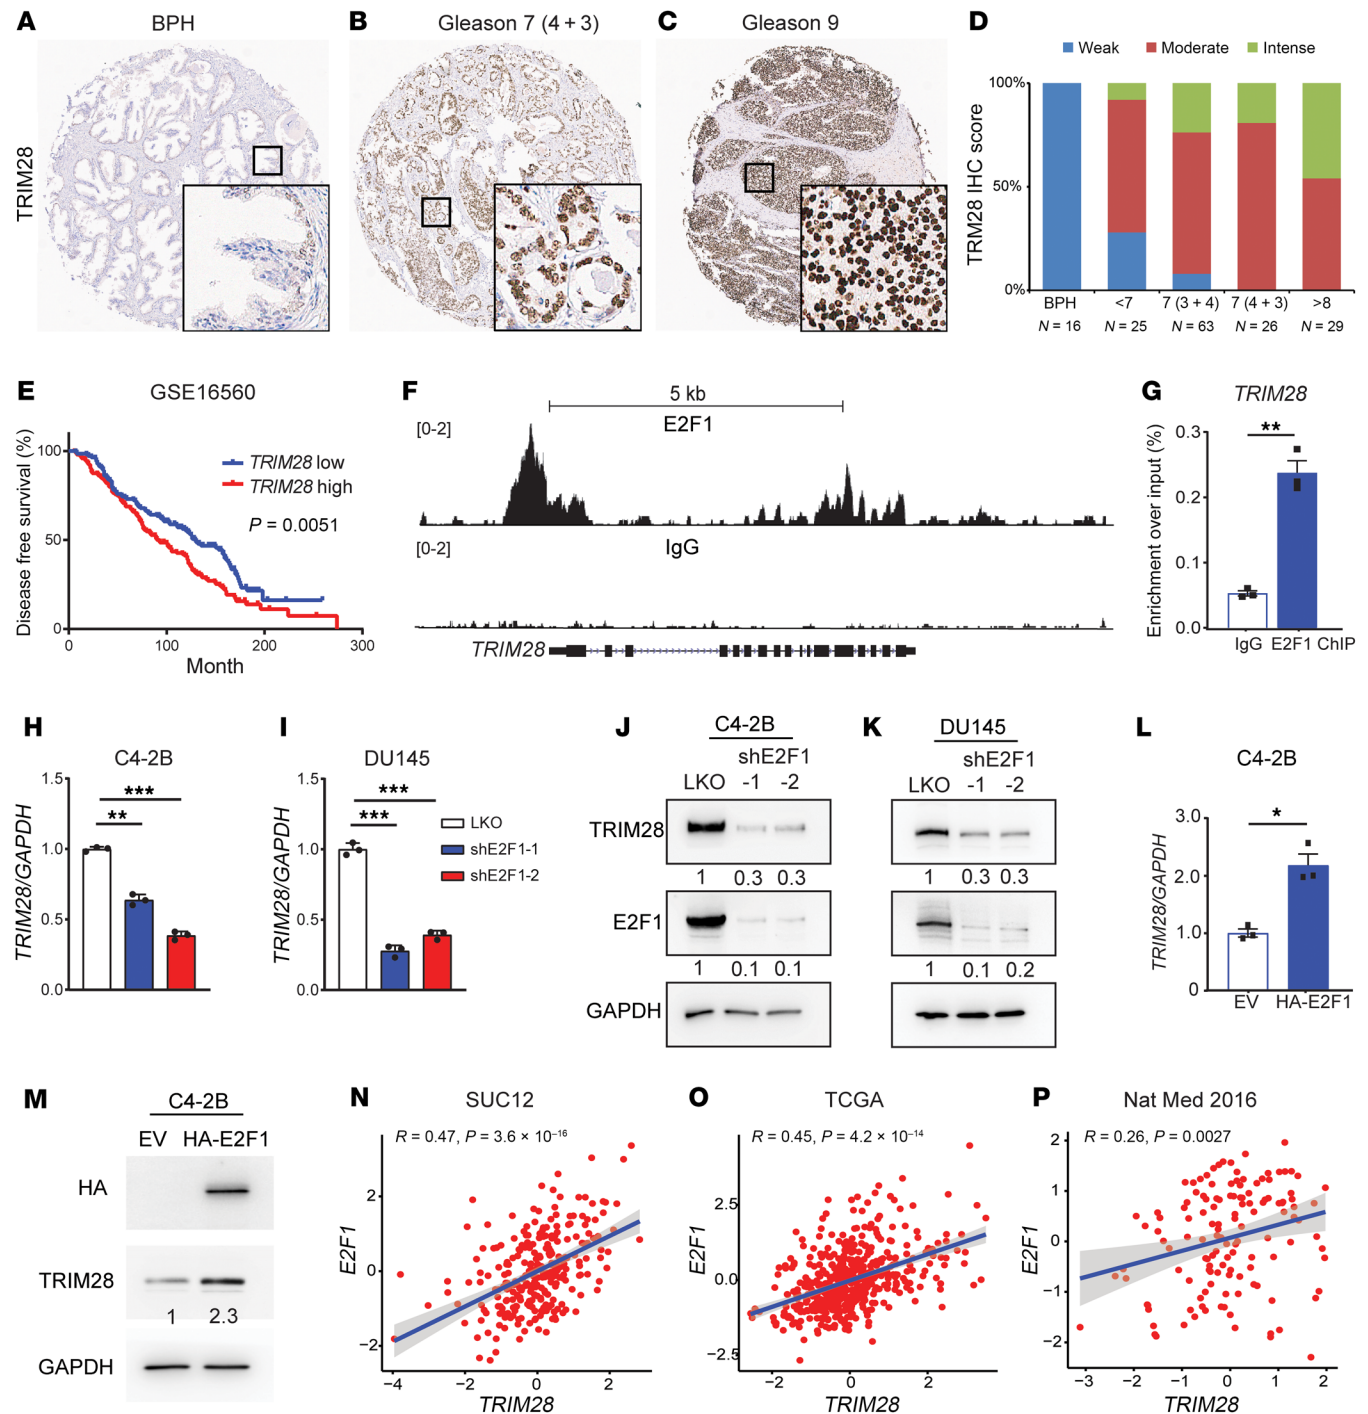 A BPH
B Gleason 7 (4 + 3)
C Gleason 9
TRIM28
D
Weak Moderate Intense
TRM28 IHC score
100%
50%
0%
BPH <7 7 (3 + 4) 7 (4 + 3) >8
N = 16 N = 25 N = 63 N = 26 N = 29
E GSE16560
Disease free survival (%)
100
50
0
TRIM28 low
TRIM28 high
P = 0.0051
0 100 200 300
Month
F
5 kb
[0-2] E2F1
[0-2] IgG
TRIM28
G TRIM28
Enrichment over input (%)
**
0.3
0.2
0.1
0.0
IgG E2F1 ChIP
H C4-2B
TRIM28/GAPDH
1.5
1.0
0.5
0.0
***
**
I DU145
TRIM28/GAPDH
1.5
1.0
0.5
0.0
***
***
LKO
shE2F1-1
shE2F1-2
J C4-2B
shE2F1
LKO -1 -2
TRIM28
1 0.3 0.3
E2F1
1 0.1 0.1
GAPDH
K DU145
shE2F1
LKO -1 -2
1 0.3 0.3
1 0.1 0.2
L C4-2B
TRIM28/GAPDH
*
3.0
2.0
1.0
0
EV HA-E2F1
M C4-2B
EV HA-E2F1
HA
TRIM28
1 2.3
GAPDH
N SUC12
R = 0.47, P = 3.6 × 10⁻¹⁶
E2F1
2
0
−2
−4 −2 0 2
TRIM28
O TCGA
R = 0.45, P = 4.2 × 10⁻¹⁴
E2F1
2.5
0.0
−2.5
−2 0 2
TRIM28
P Nat Med 2016
R = 0.26, P = 0.0027
E2F1
2
1
0
−1
−2
−3 −2 −1 0 1 2
TRIM28